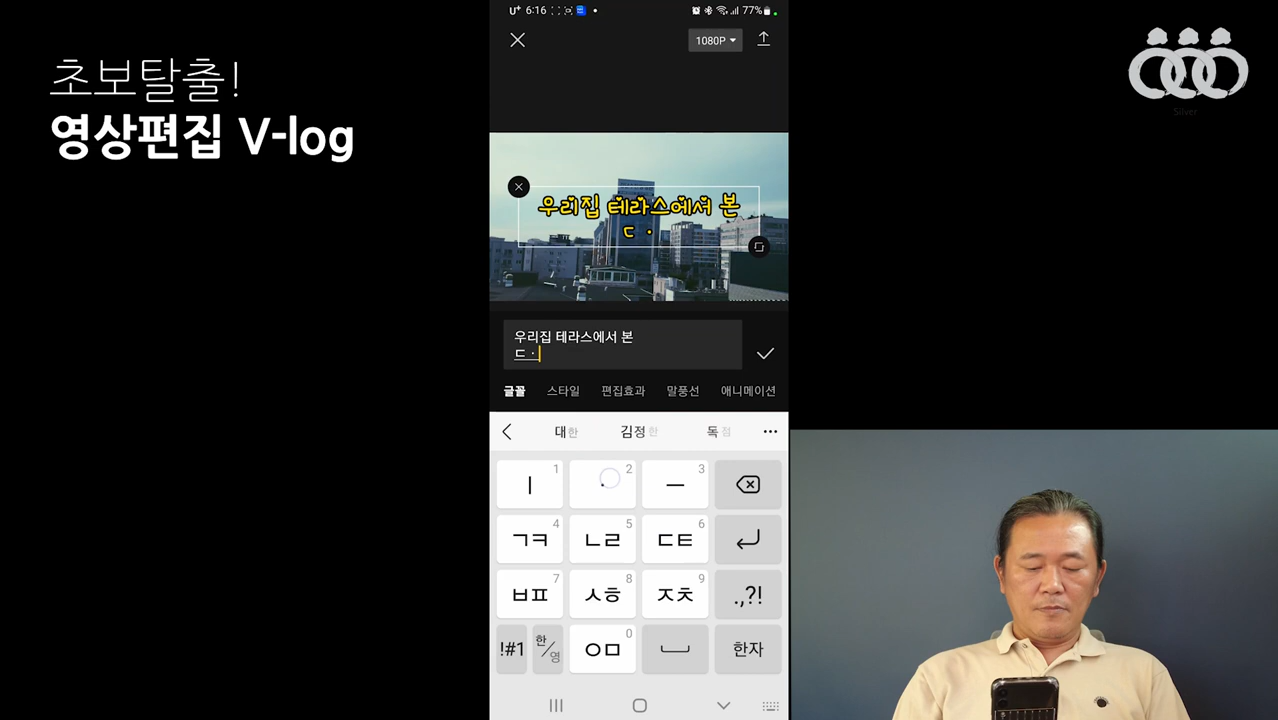 초보탈출!
영상편집 V-log
Silver
U+ 6:16 77%
1080P
우리집 테라스에서 본
ㄷㆍ
우리집 테라스에서 본
ㄷㆍ
글꼴 스타일 편집효과 말풍선 애니메이션
대한 김정한 독점 •••
ㅣ 1 ㆍ 2 ㅡ 3
ㄱㅋ 4 ㄴㄹ 5 ㄷㅌ 6
ㅂㅍ 7 ㅅㅎ 8 ㅈㅊ 9 .,?!
!#1 한/영 ㅇㅁ 0 한자